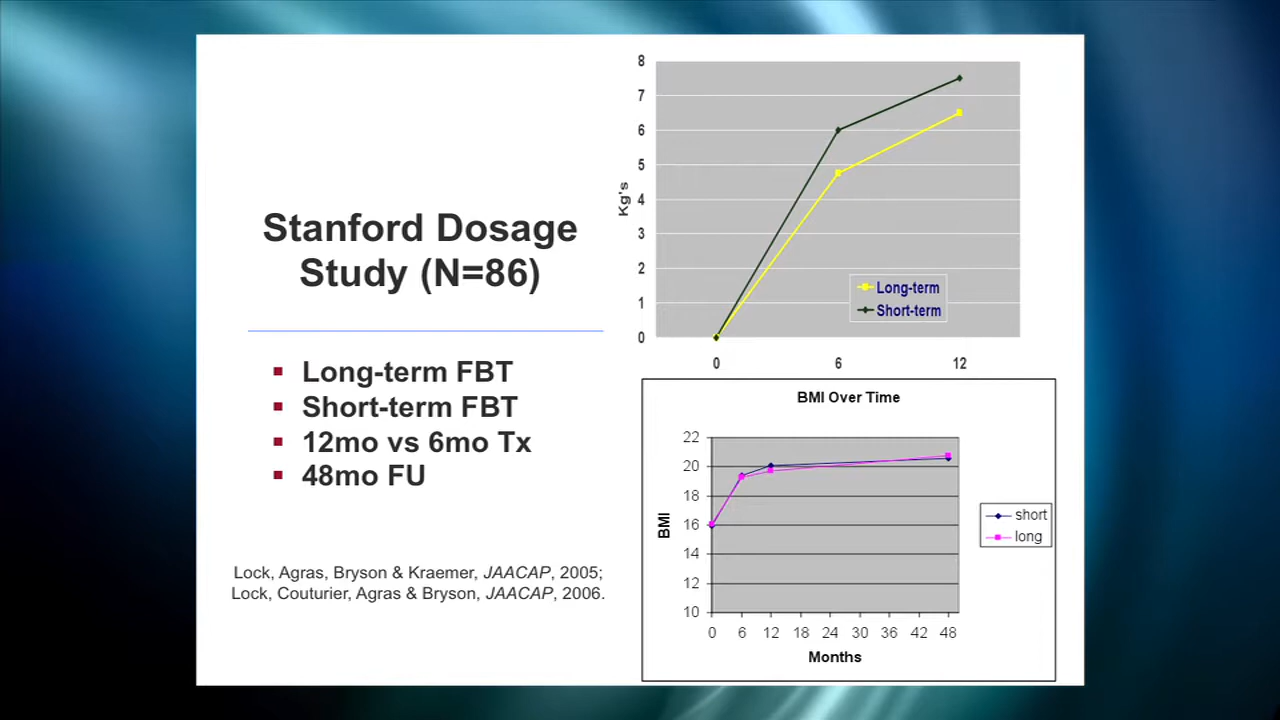 Stanford Dosage
Study (N=86)
Long-term FBT
Short-term FBT
12mo vs 6mo Tx
48mo FU
Lock, Agras, Bryson & Kraemer, JAACAP, 2005;
Lock, Couturier, Agras & Bryson, JAACAP, 2006.
8
7
6
5
4
3
2
1
0
Kg's
Long-term
Short-term
0 6 12
BMI Over Time
22
20
18
16
14
12
10
BMI
0 6 12 18 24 30 36 42 48
Months
short
long